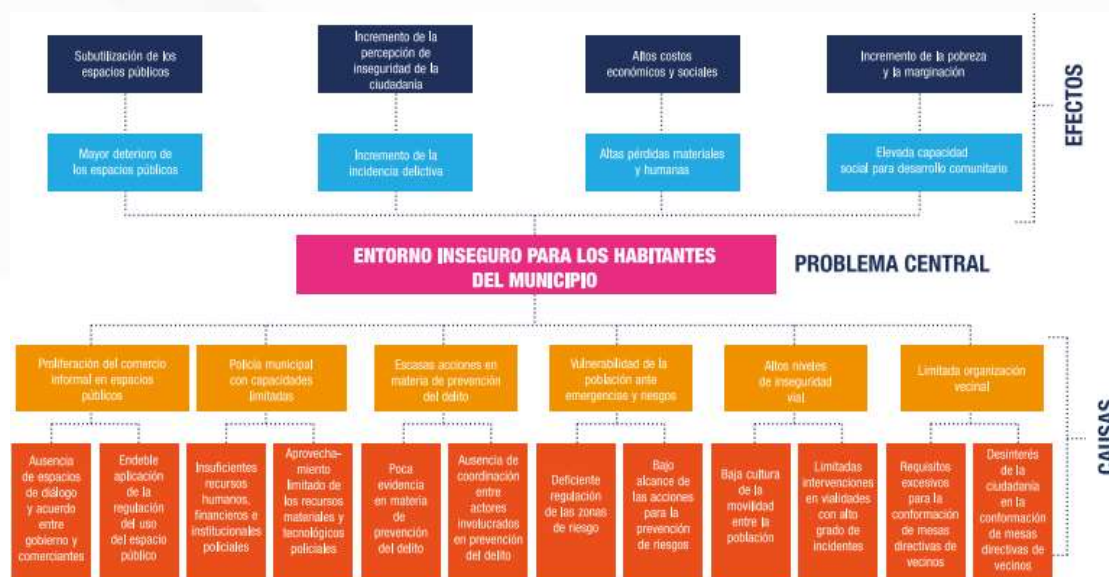 Subutilización de los
espacios públicos
Incremento de la
percepción de
inseguridad de la
ciudadanía
Altos costos
económicos y sociales
Incremento de la pobreza
y la marginación
EFECTOS
Mayor deterioro de
los espacios públicos
Incremento de la
incidencia delictiva
Altas pérdidas materiales
y humanas
Elevada capacidad
social para desarrollo comunitario
ENTORNO INSEGURO PARA LOS HABITANTES
DEL MUNICIPIO
PROBLEMA CENTRAL
Proliferación del comercio
informal en espacios
públicos
Policía municipal
con capacidades
limitadas
Escasas acciones en
materia de prevención
del delito
Vulnerabilidad de la
población ante
emergencias y riesgos
Altos niveles
de inseguridad
vial
Limitada organización
vecinal
CAUSAS
Ausencia
de espacios
de diálogo
y acuerdo
entre
gobierno y
comerciantes
Endeble
aplicación
de la
regulación
del uso
del espacio
público
Insuficientes
recursos
humanos,
financieros e
institucionales
policiales
Aprovecha-
miento
limitado de
los recursos
materiales y
tecnológicos
policiales
Poca
evidencia en
materia de
prevención
del delito
Ausencia de
coordinación
entre
actores
involucrados
en prevención
del delito
Deficiente
regulación
de las zonas
de riesgo
Bajo
alcance de
las acciones
para la
prevención
de riesgos
Baja cultura
de la
movilidad
entre la
población
Limitadas
intervenciones
en vialidades
con alto
grado de
incidentes
Requisitos
excesivos
para la
conformación
de mesas
directivas de
vecinos
Desinterés
de la
ciudadanía
en la
conformación
de mesas
directivas de
vecinos